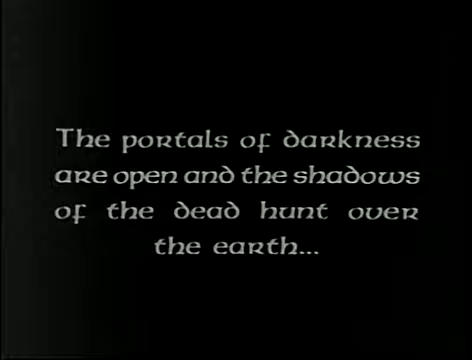 The portals of darkness
are open and the shadows
of the dead hunt over
the earth...